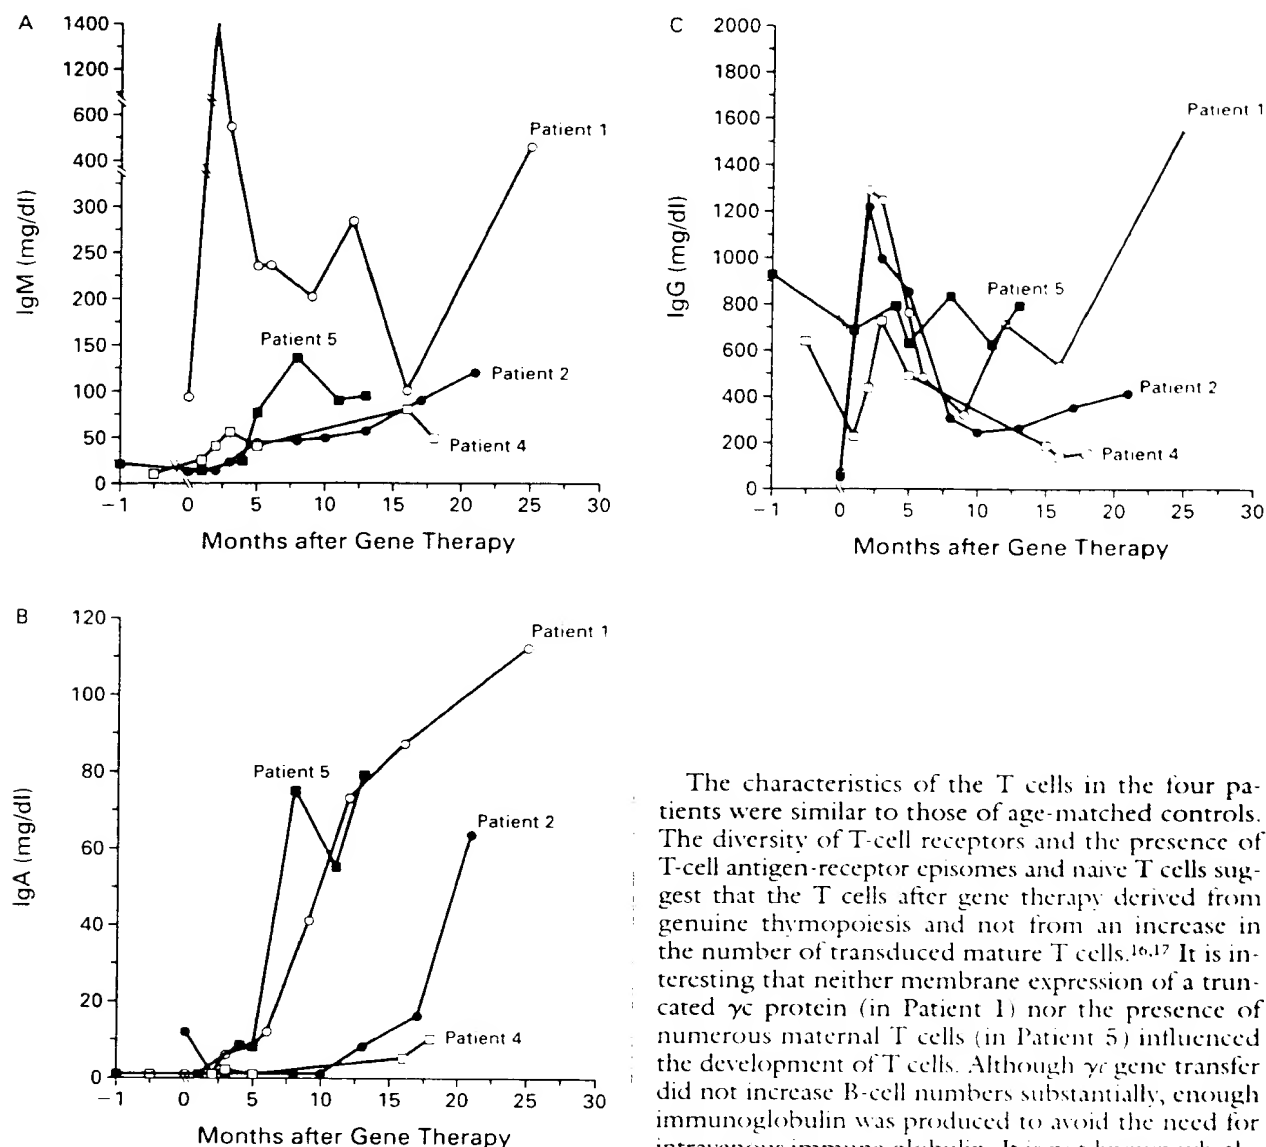 A
1400
1200
600
400
300
250
200
150
100
50
0
IgM (mg/dl)
Patient 1
Patient 5
Patient 2
Patient 4
−1 0 5 10 15 20 25 30
Months after Gene Therapy
C
2000
1800
1600
1400
1200
1000
800
600
400
200
0
IgG (mg/dl)
Patient 1
Patient 5
Patient 2
Patient 4
−1 0 5 10 15 20 25 30
Months after Gene Therapy
B
120
100
80
60
40
20
0
IgA (mg/dl)
Patient 1
Patient 5
Patient 2
Patient 4
−1 0 5 10 15 20 25 30
Months after Gene Therapy
The characteristics of the T cells in the four pa-
tients were similar to those of age-matched controls.
The diversity of T-cell receptors and the presence of
T-cell antigen-receptor episomes and naive T cells sug-
gest that the T cells after gene therapy derived from
genuine thymopoiesis and not from an increase in
the number of transduced mature T cells.16,17 It is in-
teresting that neither membrane expression of a trun-
cated γc protein (in Patient 1) nor the presence of
numerous maternal T cells (in Patient 5) influenced
the development of T cells. Although γc gene transfer
did not increase B-cell numbers substantially, enough
immunoglobulin was produced to avoid the need for
intravenous immune globulin. It is not known